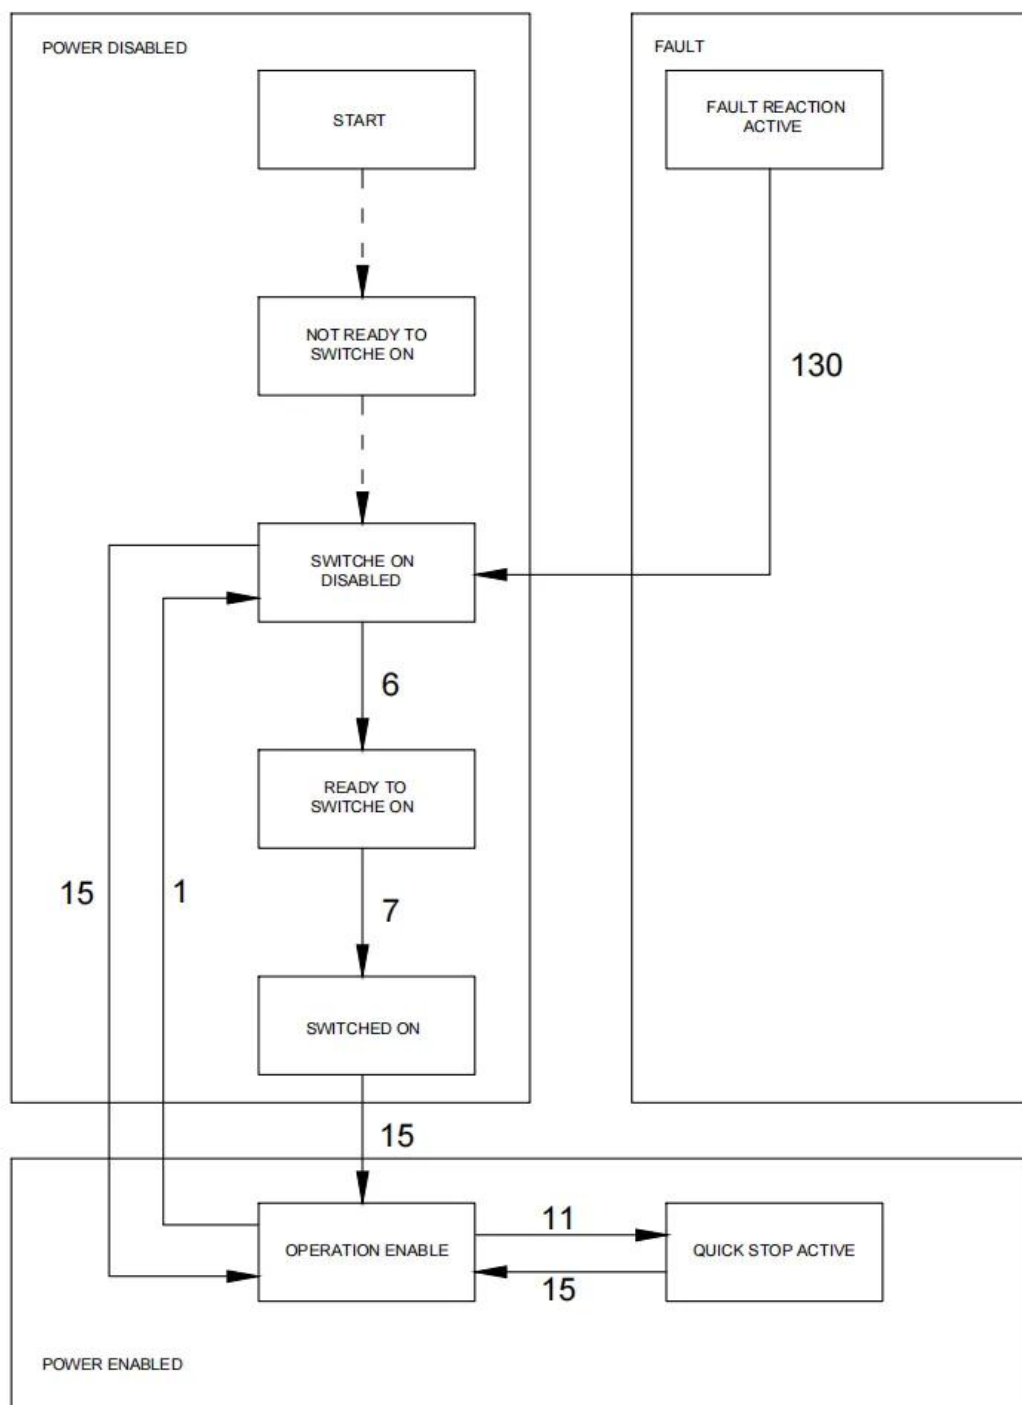 POWER DISABLED
FAULT
START
FAULT REACTION
ACTIVE
NOT READY TO
SWITCHE ON
130
SWITCHE ON
DISABLED
6
READY TO
SWITCHE ON
15
1
7
SWITCHED ON
15
OPERATION ENABLE
11
15
QUICK STOP ACTIVE
POWER ENABLED